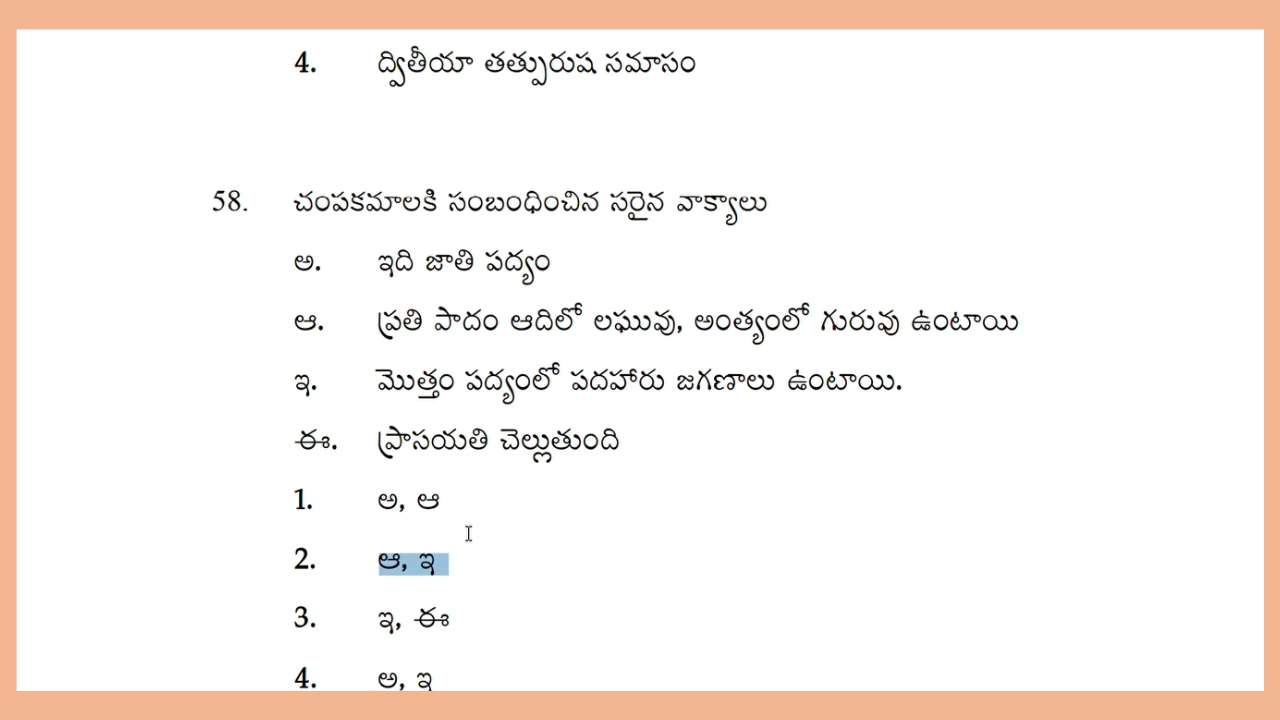 4. ద్వితీయా తత్పురుష సమాసం
58. చంపకమాలకి సంబంధించిన సరైన వాక్యాలు
అ. ఇది జాతి పద్యం
ఆ. ప్రతి పాదం ఆదిలో లఘువు, అంత్యంలో గురువు ఉంటాయి
ఇ. మొత్తం పద్యంలో పదహారు జగణాలు ఉంటాయి.
ఈ. ప్రాసయతి చెల్లుతుంది
1. అ, ఆ
2. ఆ, ఇ
3. ఇ, ఈ
4. అ, ఇ